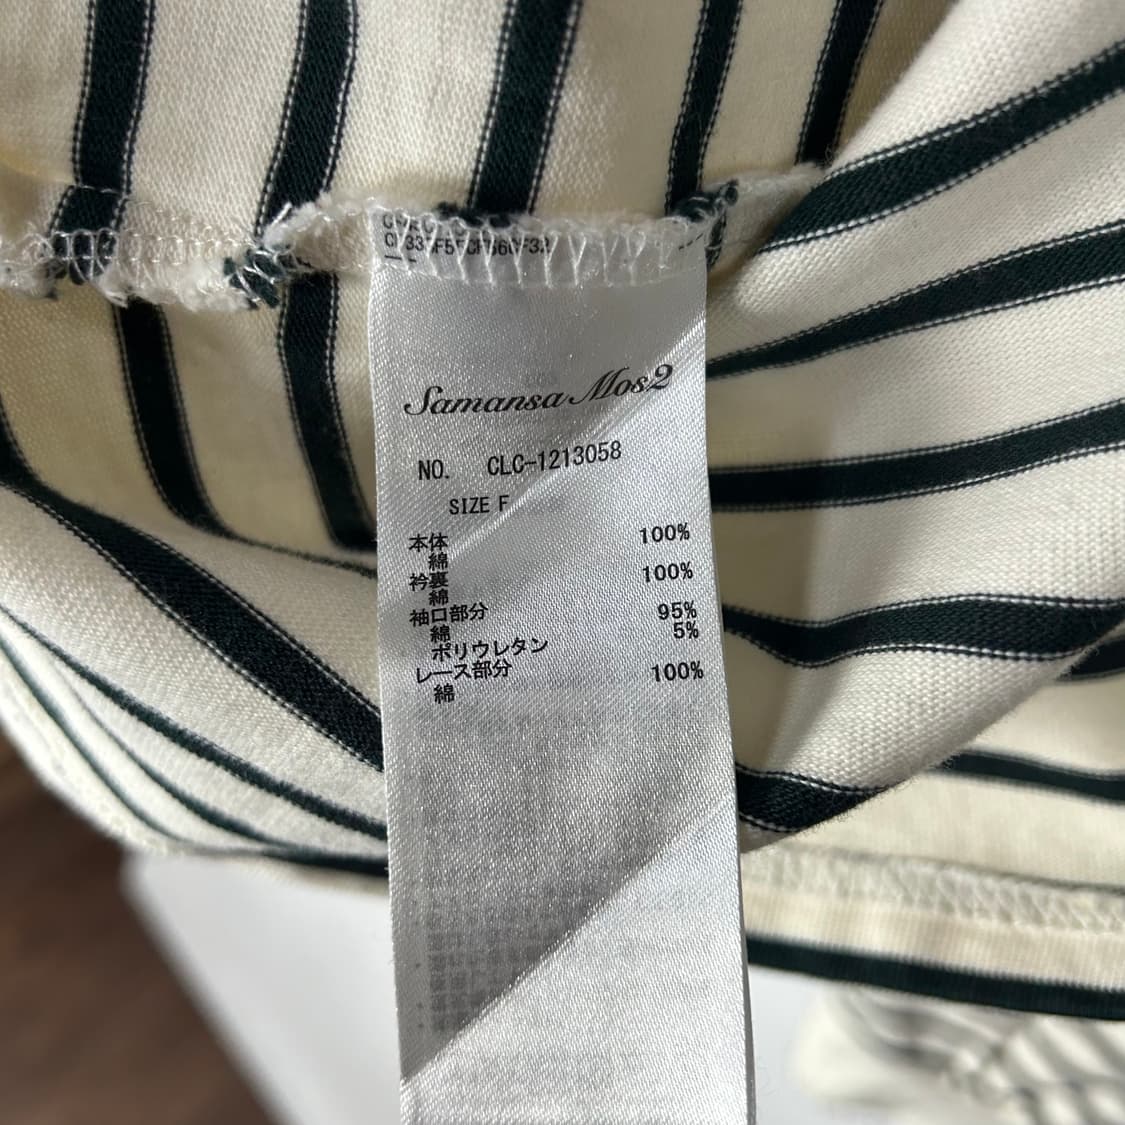 Samansa Mos2
NO. CLC-1213058
SIZE F
本体 100%
綿
衿裏 100%
綿
袖口部分 95%
綿 5%
ポリウレタン
レース部分 100%
綿